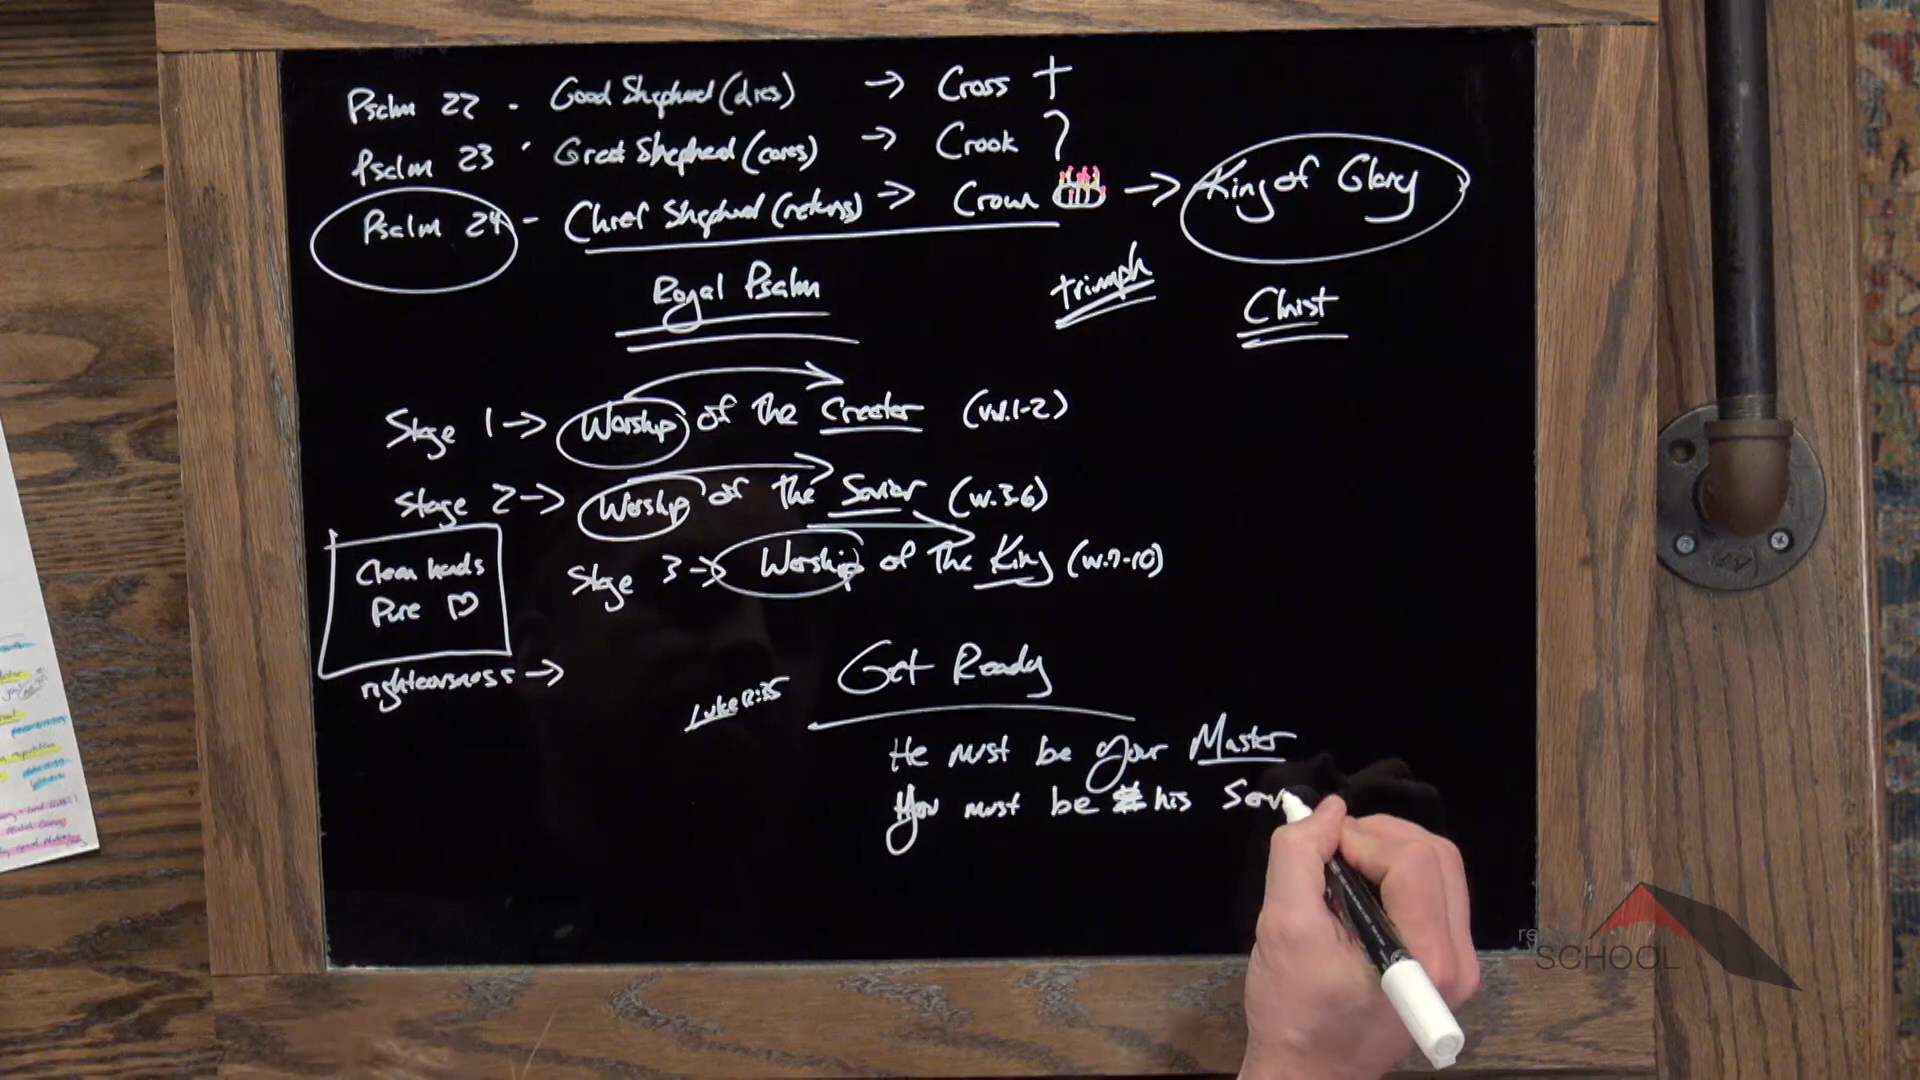 Psalm 22 - Good Shepherd (dies) → Cross
Psalm 23 - Great Shepherd (cares) → Crook
Psalm 24 - Chief Shepherd (returns) → Crown → King of Glory
Royal Psalm
triumph
Christ
Stage 1 → Worship of the Creator (vv.1-2)
Stage 2 → Worship of the Savior (vv.3-6)
Stage 3 → Worship of the King (vv.7-10)
Clean hands
Pure ♡
righteousness →
Get Ready
Luke 12:35
He must be your Master
You must be his Serv
SCHOOL